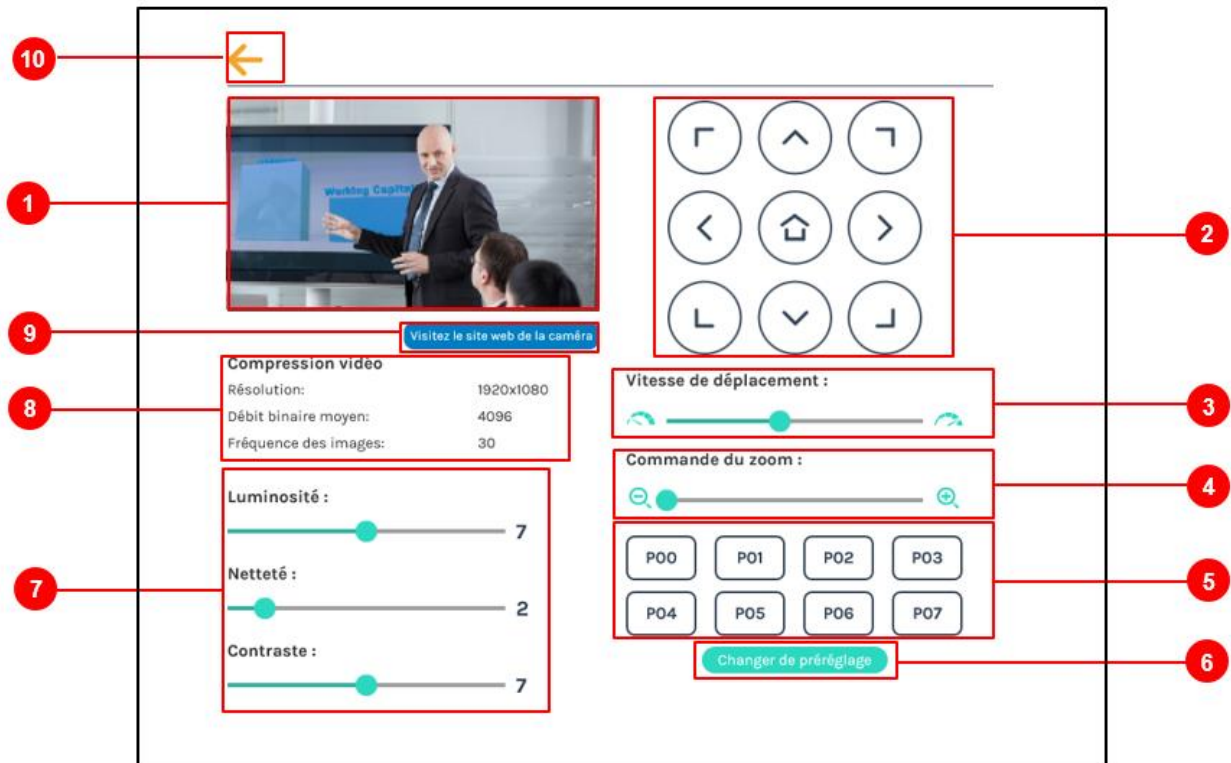 10
1
Working Capital
2
9
Visitez le site web de la caméra
8
Compression vidèo
Résolution: 1920x1080
Débit binaire moyen: 4096
Fréquence des images: 30
Vitesse de déplacement :
3
Commande du zoom :
4
7
Luminosité :
7
Netteté :
2
Contraste :
7
P00 P01 P02 P03
P04 P05 P06 P07
5
Changer de préréglage
6